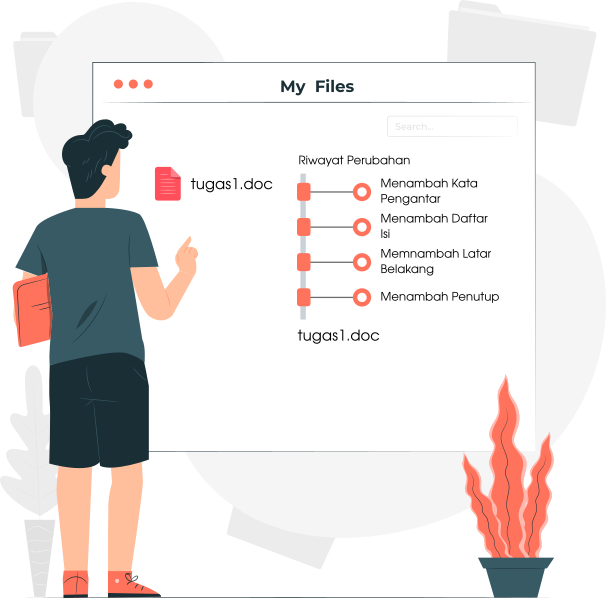 My Files
Search...
tugas1.doc
Riwayat Perubahan
Menambah Kata
Pengantar
Menambah Daftar
Isi
Memnambah Latar
Belakang
Menambah Penutup
tugas1.doc